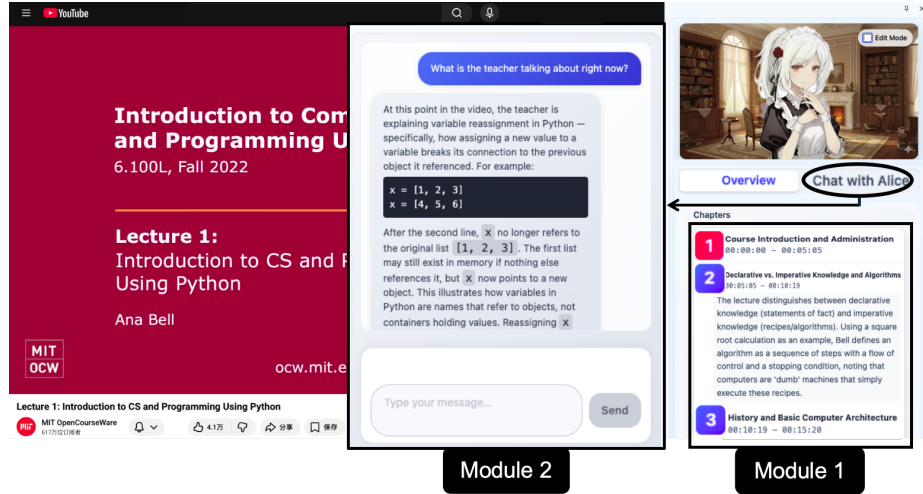 YouTube
Introduction to Com
and Programming U
6.100L, Fall 2022
Lecture 1:
Introduction to CS and P
Using Python
Ana Bell
MIT
OCW
ocw.mit.e
Lecture 1: Introduction to CS and Programming Using Python
MIT OpenCourseWare
617万位订阅者
4.1万
分享
保存
What is the teacher talking about right now?
At this point in the video, the teacher is
explaining variable reassignment in Python —
specifically, how assigning a new value to a
variable breaks its connection to the previous
object it referenced. For example:
x = [1, 2, 3]
x = [4, 5, 6]
After the second line, x no longer refers to
the original list [1, 2, 3] . The first list
may still exist in memory if nothing else
references it, but x now points to a new
object. This illustrates how variables in
Python are names that refer to objects, not
containers holding values. Reassigning x
Type your message...
Send
Module 2
Edit Mode
Overview
Chat with Alice
Chapters
1 Course Introduction and Administration
00:00:00 – 00:05:05
2 Declarative vs. Imperative Knowledge and Algorithms
00:05:05 – 00:10:19
The lecture distinguishes between declarative
knowledge (statements of fact) and imperative
knowledge (recipes/algorithms). Using a square
root calculation as an example, Bell defines an
algorithm as a sequence of steps with a flow of
control and a stopping condition, noting that
computers are 'dumb' machines that simply
execute these recipes.
3 History and Basic Computer Architecture
00:10:19 – 00:15:20
Module 1